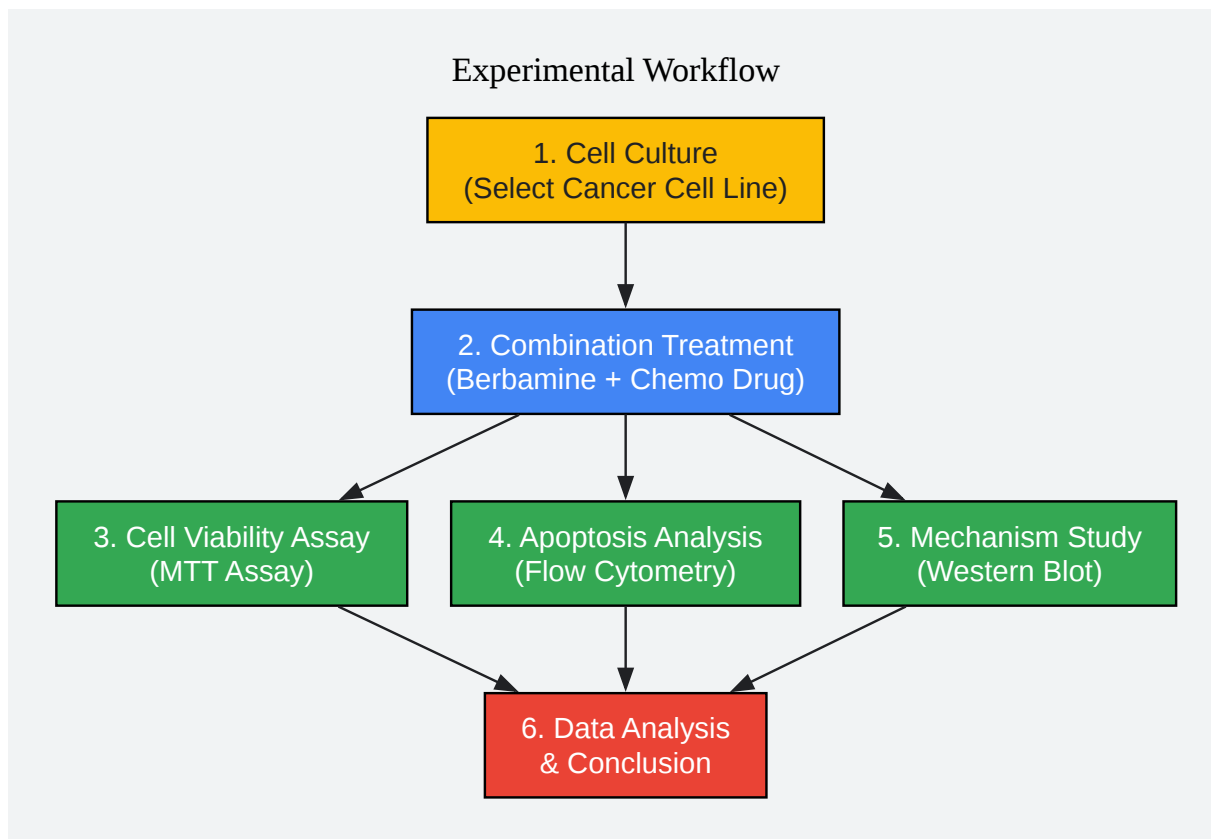 Experimental Workflow
1. Cell Culture
(Select Cancer Cell Line)
2. Combination Treatment
(Berbamine + Chemo Drug)
3. Cell Viability Assay
(MTT Assay)
4. Apoptosis Analysis
(Flow Cytometry)
5. Mechanism Study
(Western Blot)
6. Data Analysis
& Conclusion